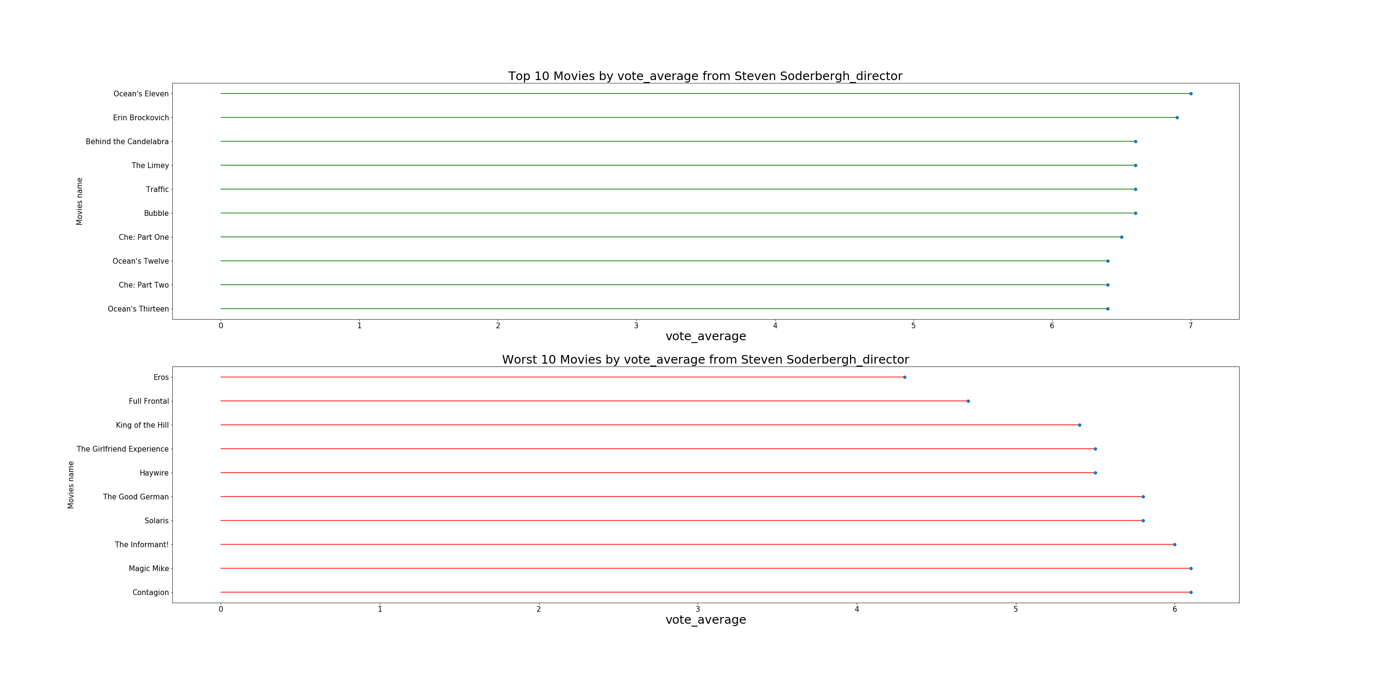 Top 10 Movies by vote_average from Steven Soderbergh_director
Movies name
Ocean's Eleven
Erin Brockovich
Behind the Candelabra
The Limey
Traffic
Bubble
Che: Part One
Ocean's Twelve
Che: Part Two
Ocean's Thirteen
0 1 2 3 4 5 6 7
vote_average
Worst 10 Movies by vote_average from Steven Soderbergh_director
Movies name
Eros
Full Frontal
King of the Hill
The Girlfriend Experience
Haywire
The Good German
Solaris
The Informant!
Magic Mike
Contagion
0 1 2 3 4 5 6
vote_average